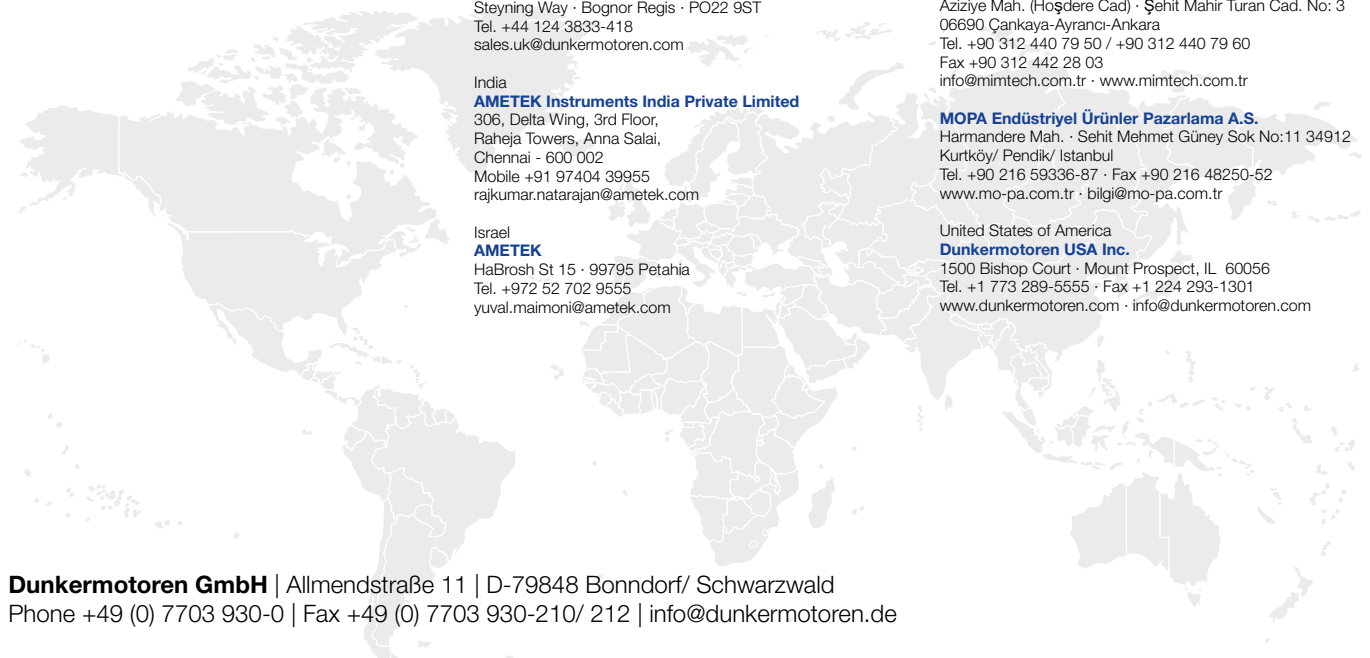 Steyning Way · Bognor Regis · PO22 9ST
Tel. +44 124 3833-418
sales.uk@dunkermotoren.com
India
AMETEK Instruments India Private Limited
306, Delta Wing, 3rd Floor,
Raheja Towers, Anna Salai,
Chennai - 600 002
Mobile +91 97404 39955
rajkumar.natarajan@ametek.com
Israel
AMETEK
HaBrosh St 15 · 99795 Petahia
Tel. +972 52 702 9555
yuval.maimoni@ametek.com
Aziziye Mah. (Hoşdere Cad) · Şehit Mahir Turan Cad. No: 3
06690 Çankaya-Ayrancı-Ankara
Tel. +90 312 440 79 50 / +90 312 440 79 60
Fax +90 312 442 28 03
info@mimtech.com.tr · www.mimtech.com.tr
MOPA Endüstriyel Ürünler Pazarlama A.S.
Harmandere Mah. · Sehit Mehmet Güney Sok No:11 34912
Kurtköy/ Pendik/ Istanbul
Tel. +90 216 59336-87 · Fax +90 216 48250-52
www.mo-pa.com.tr · bilgi@mo-pa.com.tr
United States of America
Dunkermotoren USA Inc.
1500 Bishop Court · Mount Prospect, IL 60056
Tel. +1 773 289-5555 · Fax +1 224 293-1301
www.dunkermotoren.com · info@dunkermotoren.com
Dunkermotoren GmbH | Allmendstraße 11 | D-79848 Bonndorf/ Schwarzwald
Phone +49 (0) 7703 930-0 | Fax +49 (0) 7703 930-210/ 212 | info@dunkermotoren.de